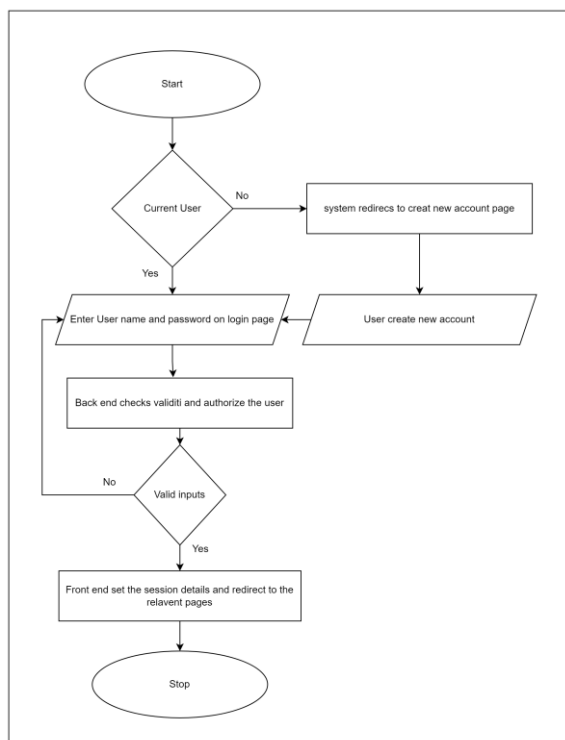 Start
Current User
No
system redirecs to creat new account page
Yes
Enter User name and password on login page
User create new account
Back end checks validiti and authorize the user
No
Valid inputs
Yes
Front end set the session details and redirect to the
relavent pages
Stop